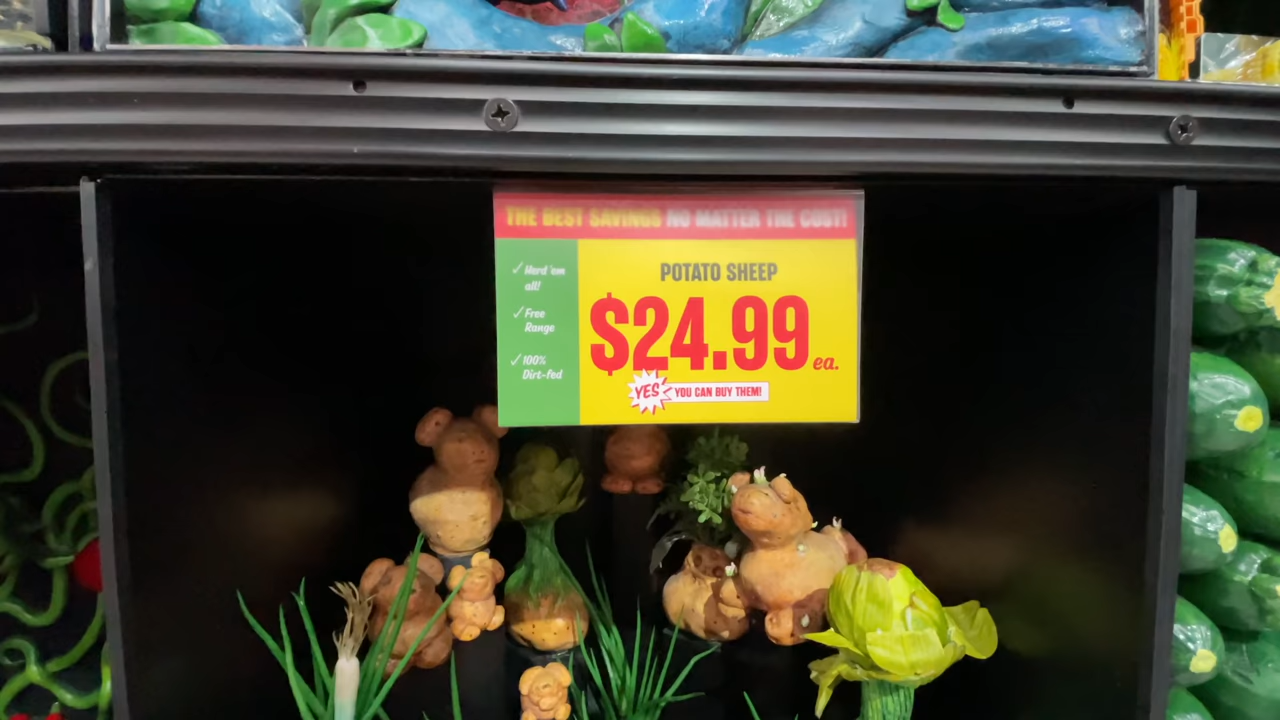 THE BEST SAVINGS NO MATTER THE COST!
✓ Herd 'em
all!
✓ Free
Range
✓ 100%
Dirt-fed
POTATO SHEEP
$24.99 ea.
YES YOU CAN BUY THEM!